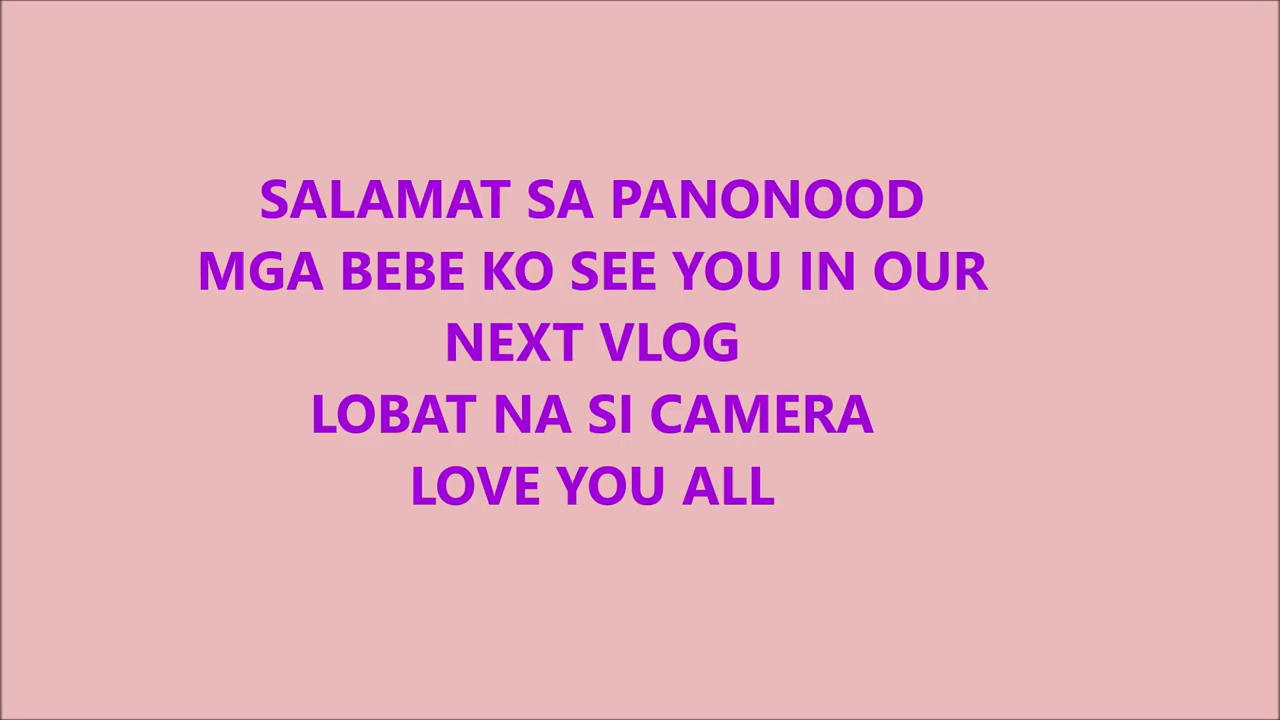 SALAMAT SA PANONOOD
MGA BEBE KO SEE YOU IN OUR
NEXT VLOG
LOBAT NA SI CAMERA
LOVE YOU ALL